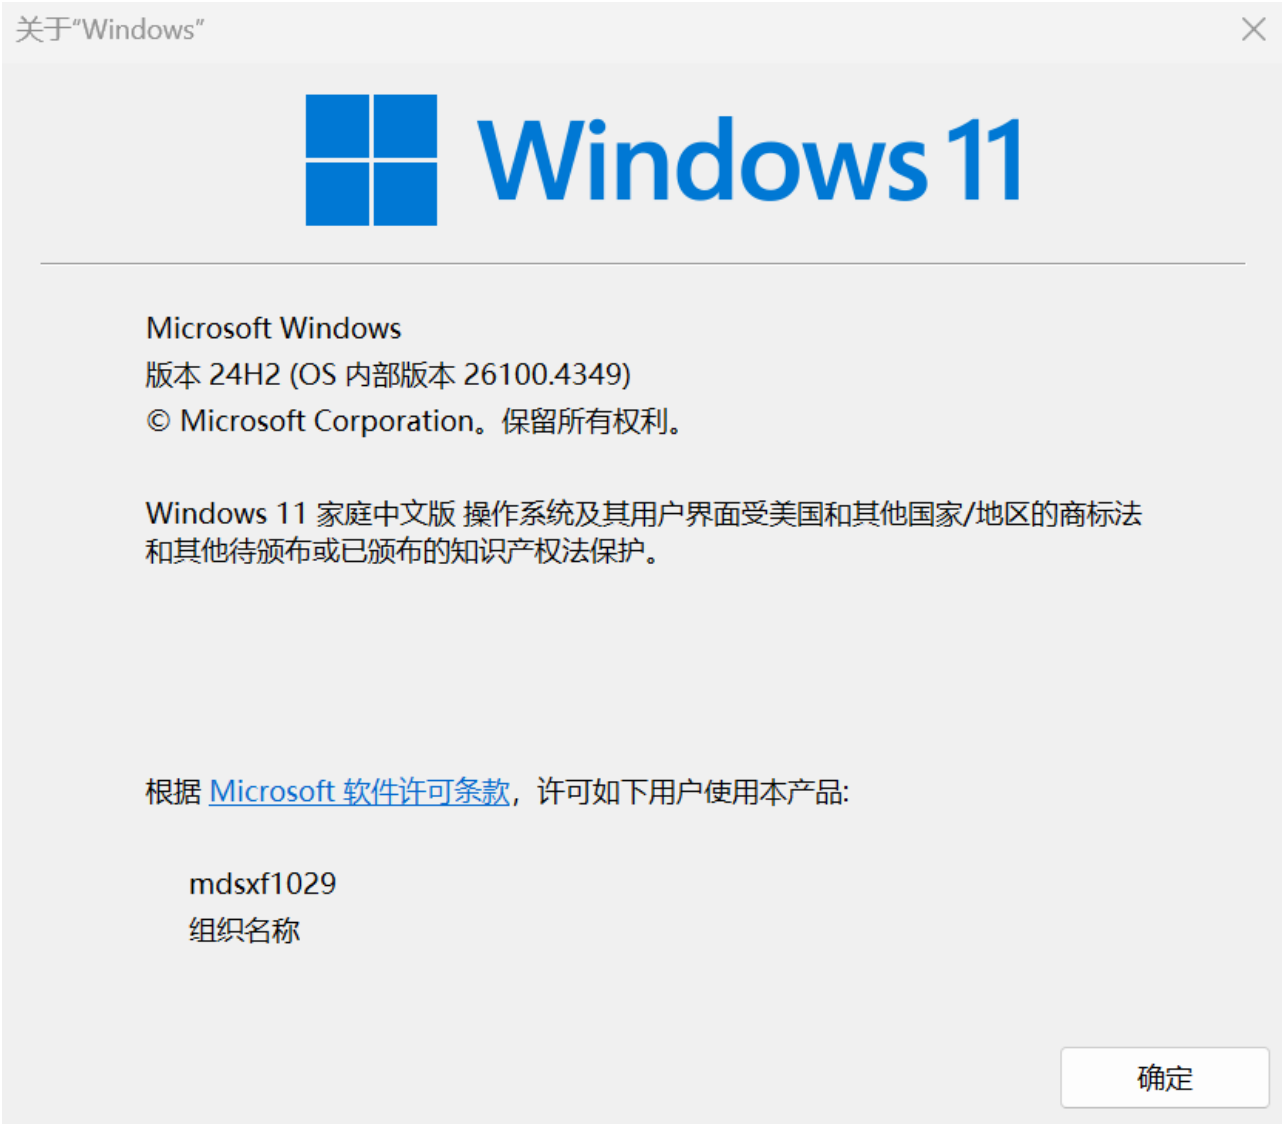 关于“Windows”
Windows 11
Microsoft Windows
版本 24H2 (OS 内部版本 26100.4349)
© Microsoft Corporation。保留所有权利。
Windows 11 家庭中文版 操作系统及其用户界面受美国和其他国家/地区的商标法
和其他待颁布或已颁布的知识产权法保护。
根据 Microsoft 软件许可条款，许可如下用户使用本产品:
mdsxf1029
组织名称
确定